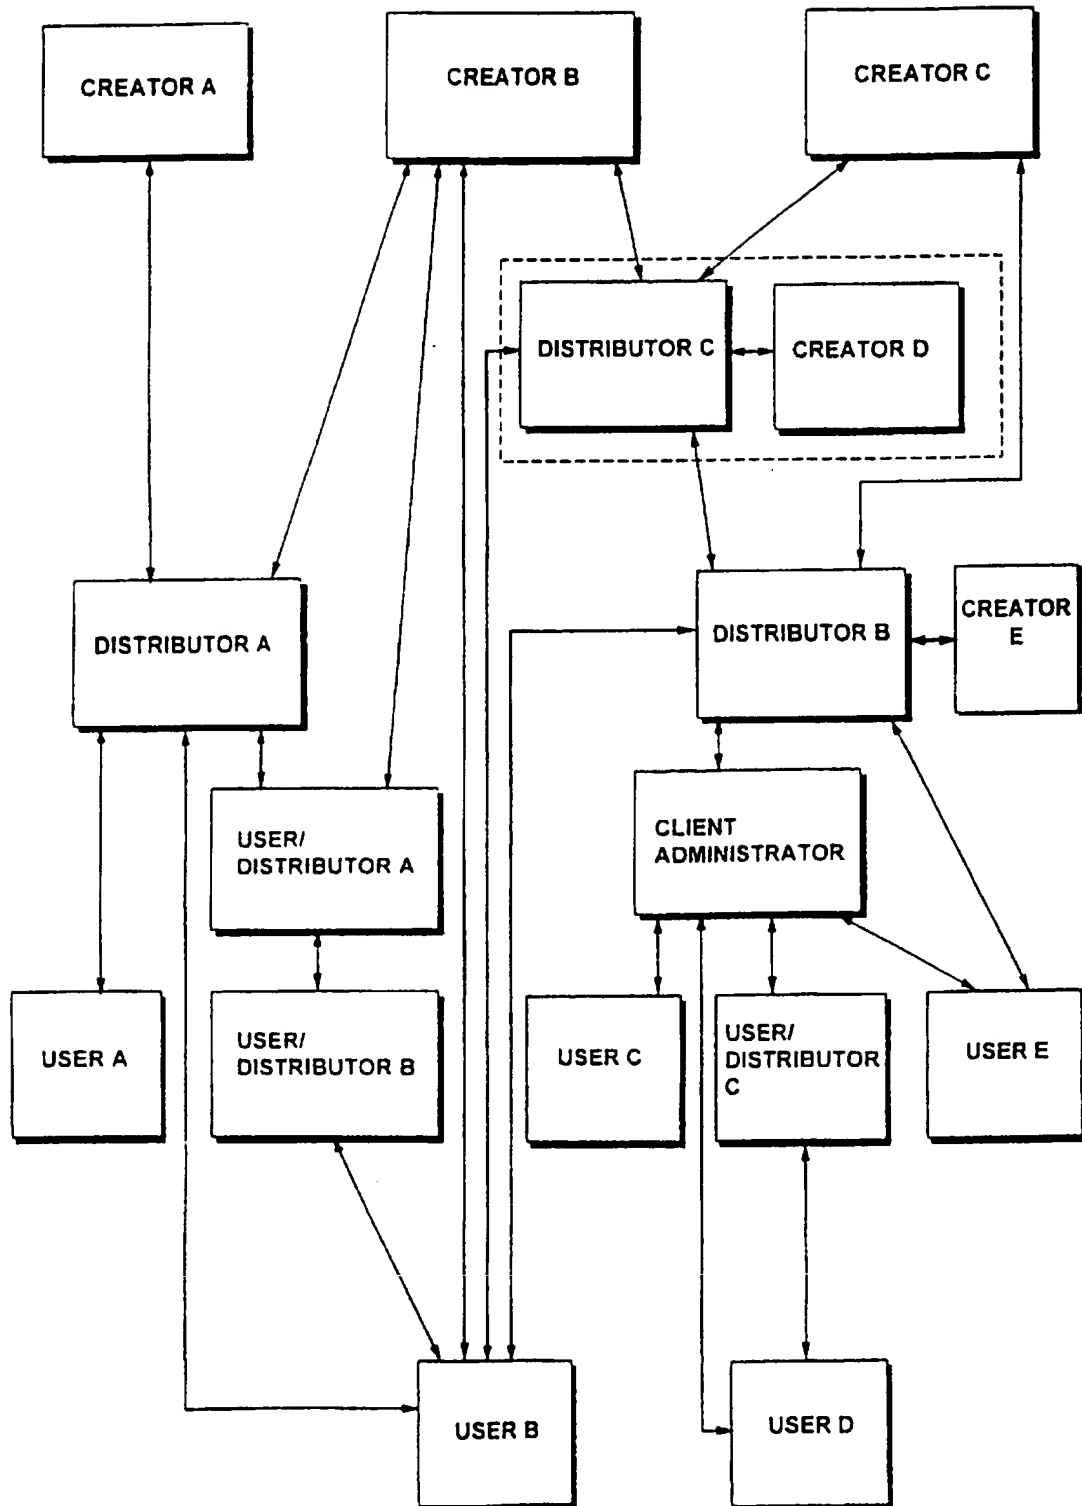 CREATOR A
CREATOR B
CREATOR C
DISTRIBUTOR C
CREATOR D
DISTRIBUTOR A
DISTRIBUTOR B
CREATOR
E
USER/
DISTRIBUTOR A
CLIENT
ADMINISTRATOR
USER A
USER/
DISTRIBUTOR B
USER C
USER/
DISTRIBUTOR
C
USER E
USER B
USER D